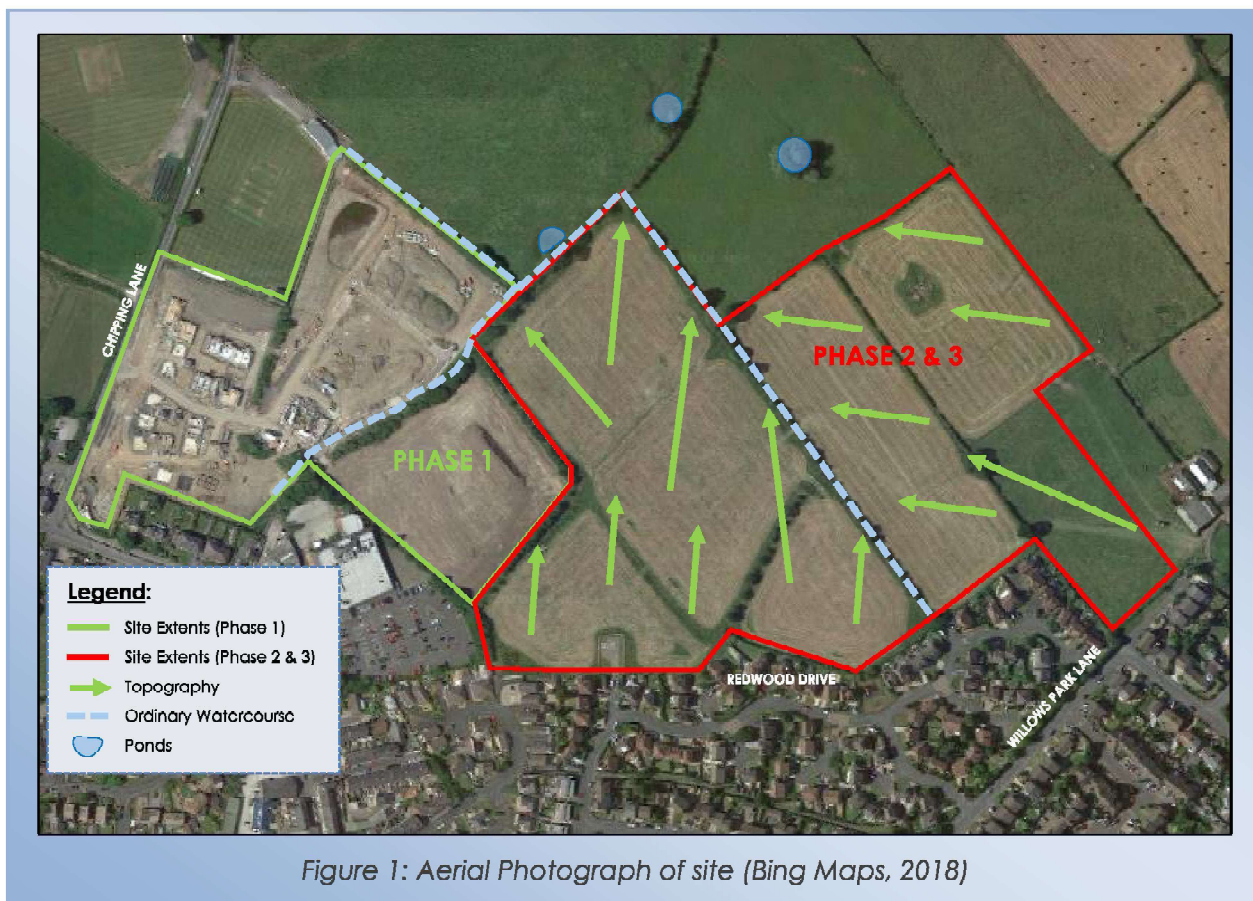 CHIPPING LANE
PHASE 1
PHASE 2 & 3
REDWOOD DRIVE
WILLOWS PARK LANE
Legend:
Site Extents (Phase 1)
Site Extents (Phase 2 & 3)
Topography
Ordinary Watercourse
Ponds
Figure 1: Aerial Photograph of site (Bing Maps, 2018)